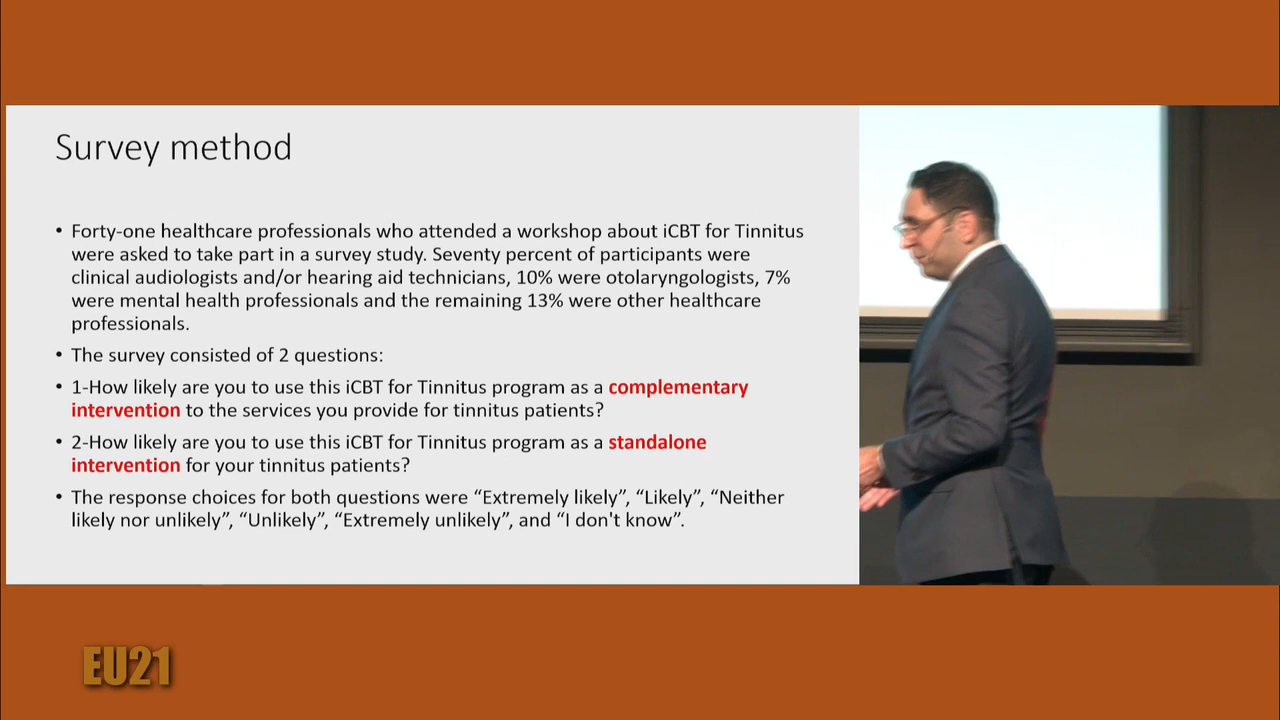 Survey method
• Forty-one healthcare professionals who attended a workshop about iCBT for Tinnitus
were asked to take part in a survey study. Seventy percent of participants were
clinical audiologists and/or hearing aid technicians, 10% were otolaryngologists, 7%
were mental health professionals and the remaining 13% were other healthcare
professionals.
• The survey consisted of 2 questions:
• 1-How likely are you to use this iCBT for Tinnitus program as a complementary
intervention to the services you provide for tinnitus patients?
• 2-How likely are you to use this iCBT for Tinnitus program as a standalone
intervention for your tinnitus patients?
• The response choices for both questions were “Extremely likely”, “Likely”, “Neither
likely nor unlikely”, “Unlikely”, “Extremely unlikely”, and “I don't know”.
EU21